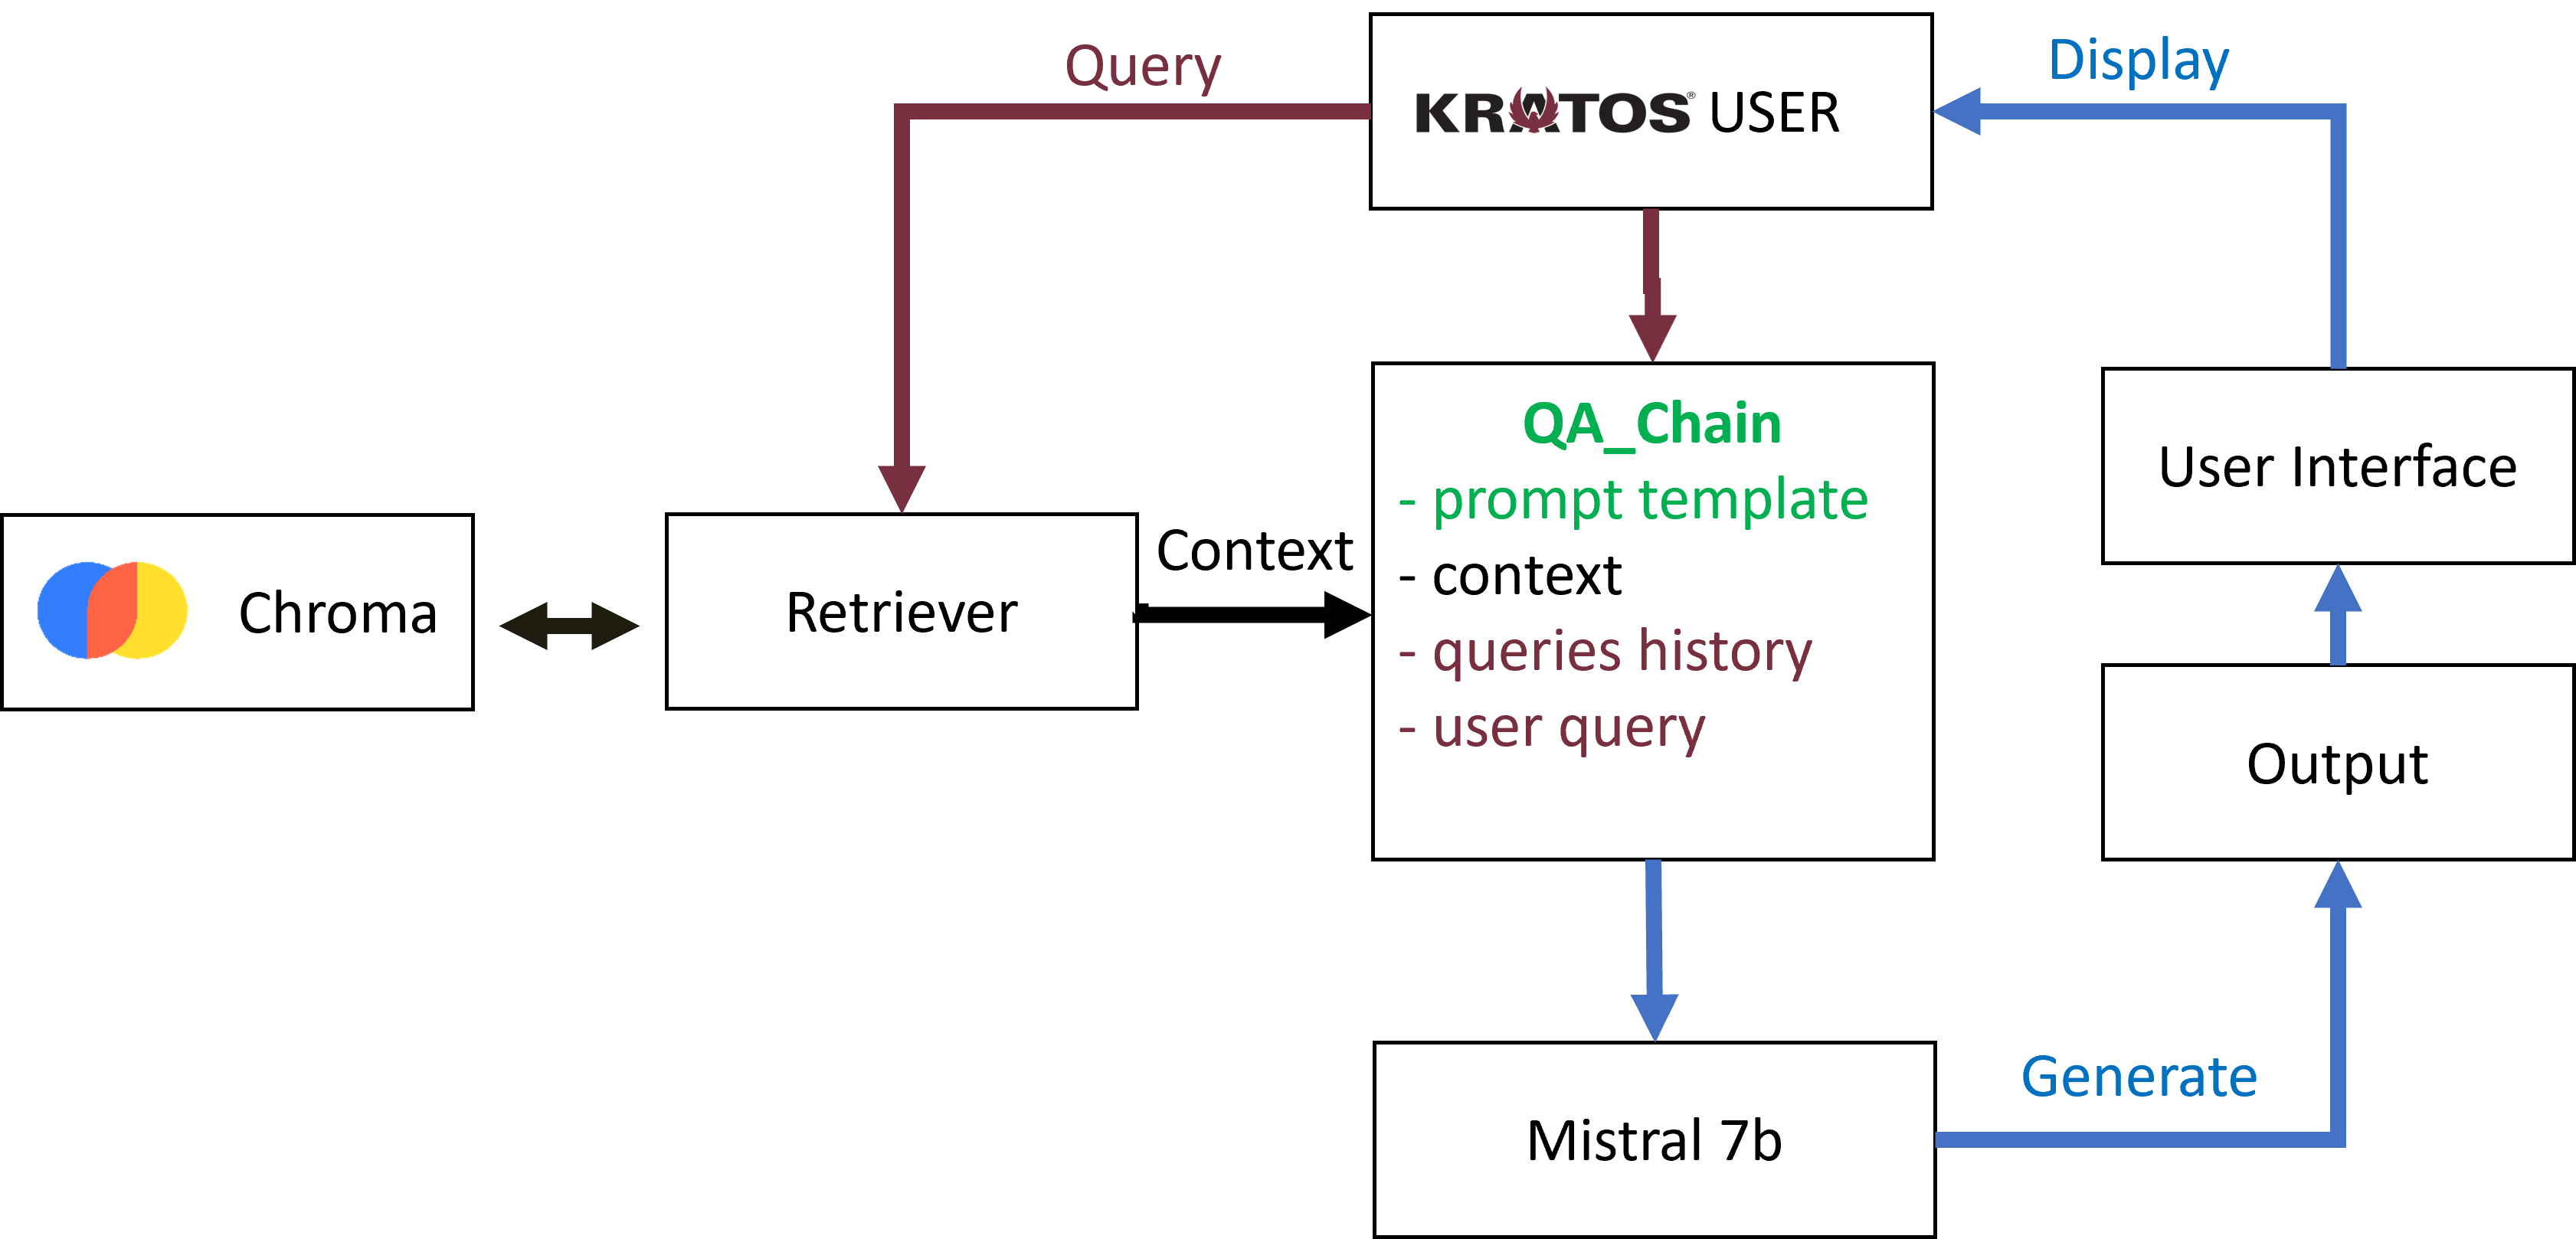 Query
KRATOS® USER
Display
QA_Chain
- prompt template
- context
- queries history
- user query
User Interface
Chroma
Retriever
Context
Output
Mistral 7b
Generate